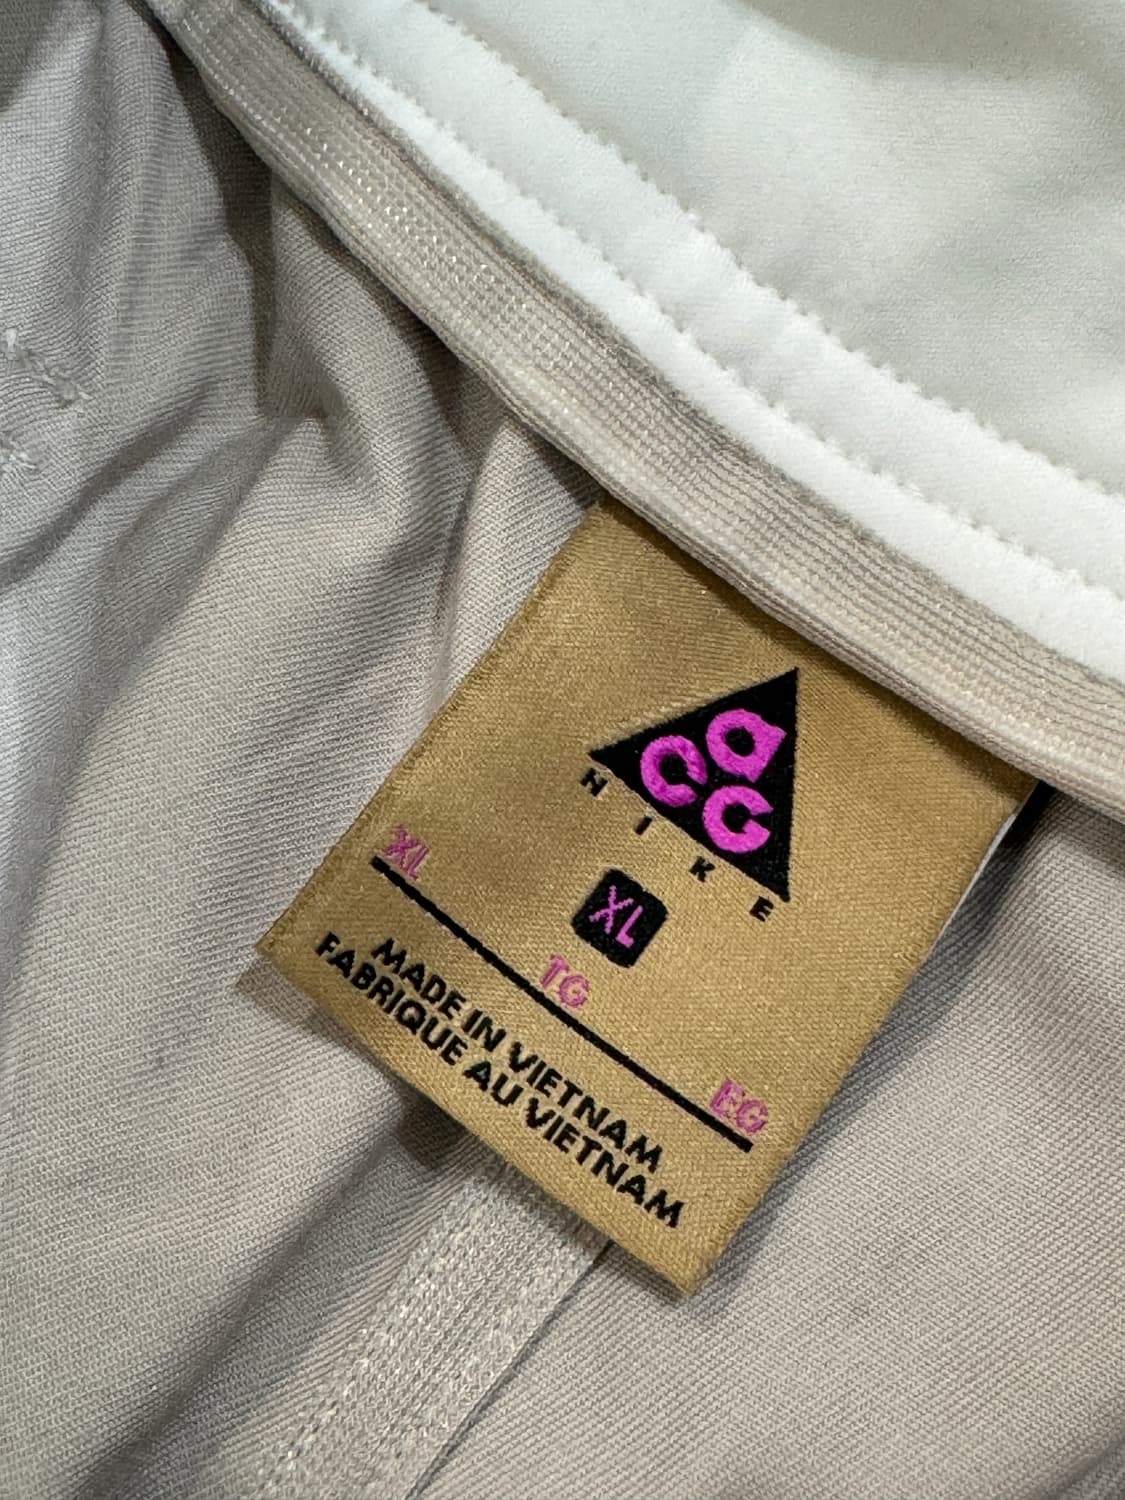 acg
NIKE
XL
XL TG EG
MADE IN VIETNAM
FABRIQUE AU VIETNAM